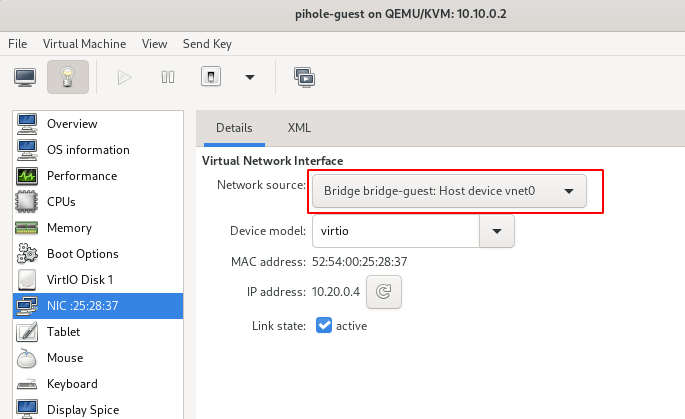 pihole-guest on QEMU/KVM: 10.10.0.2
File Virtual Machine View Send Key
Overview
OS information
Performance
CPUs
Memory
Boot Options
VirtIO Disk 1
NIC :25:28:37
Tablet
Mouse
Keyboard
Display Spice
Details XML
Virtual Network Interface
Network source: Bridge bridge-guest: Host device vnet0
Device model: virtio
MAC address: 52:54:00:25:28:37
IP address: 10.20.0.4
Link state: active